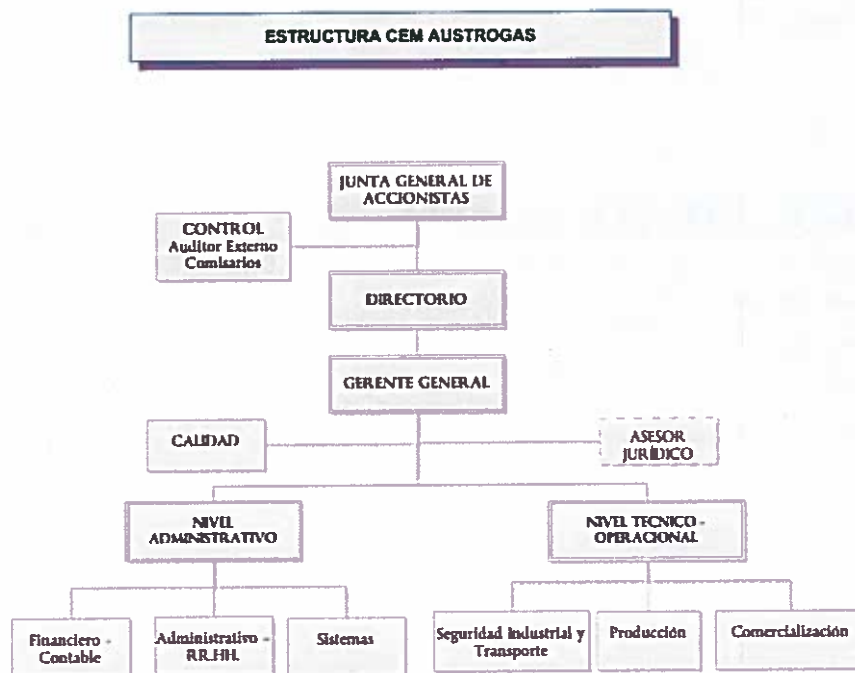 ESTRUCTURA CEM AUSTROGAS
JUNTA GENERAL DE
ACCIONISTAS
CONTROL
Auditor Externo
Comisarios
DIRECTORIO
GERENTE GENERAL
CALIDAD
ASESOR
JURÍDICO
NIVEL
ADMINISTRATIVO
NIVEL TECNICO -
OPERACIONAL
Financiero -
Contable
Administrativo -
RR.HH.
Sistemas
Seguridad Industrial y
Transporte
Producción
Comercialización